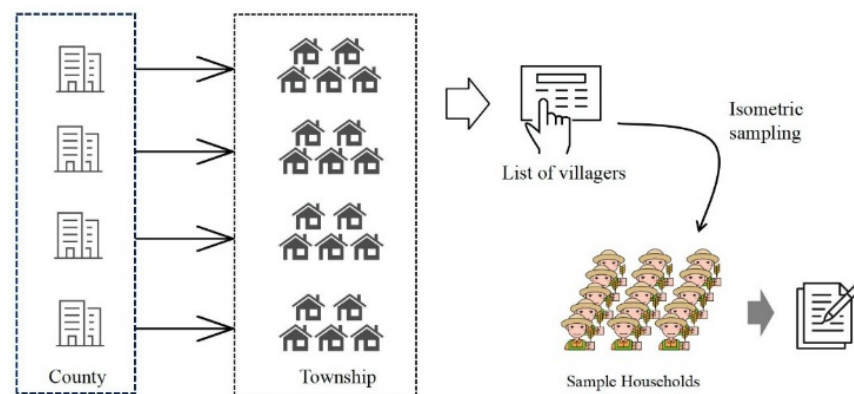 Isometric
sampling
List of villagers
County
Township
Sample Households